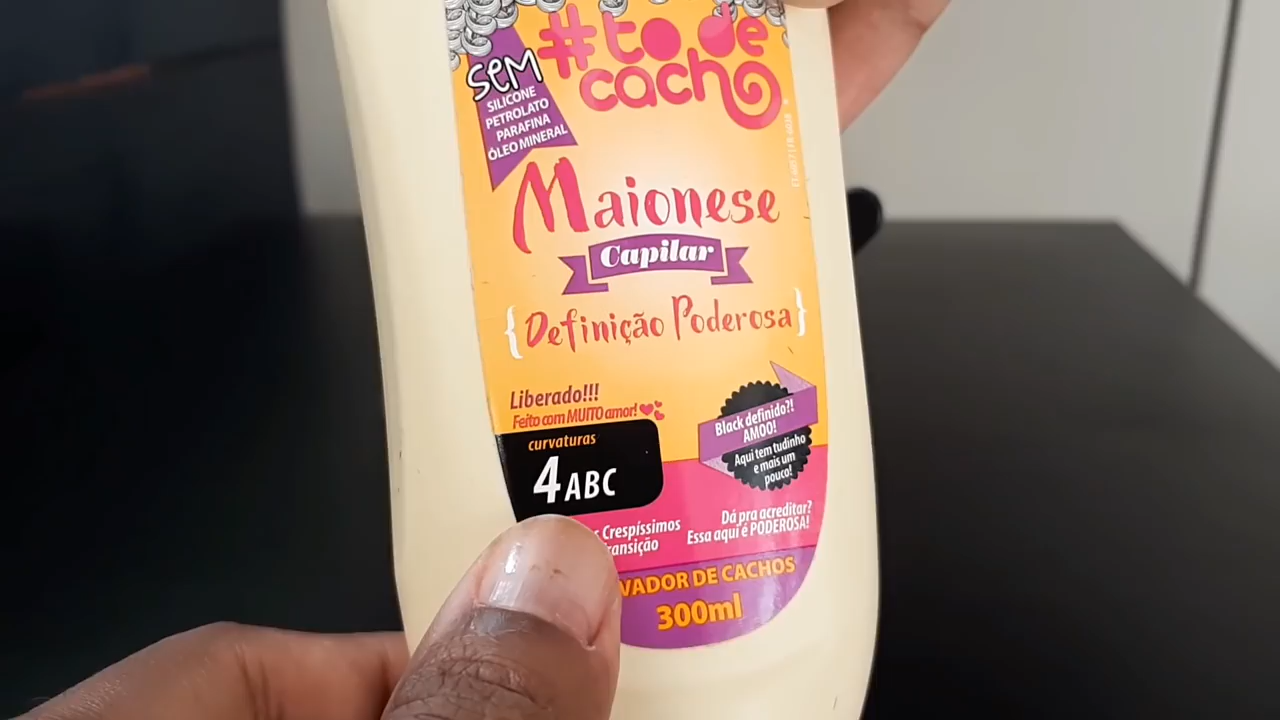 #to de
cacho
SEM
SILICONE
PETROLATO
PARAFINA
ÓLEO MINERAL
Maionese
Capilar
{Definição Poderosa}
Liberado!!!
Feito com MUITO amor!
curvaturas
4ABC
Black definido?!
AMOO!
Aqui tem tudinho
e mais um
pouco!
Crespíssimos
Dá pra acreditar?
Essa aqui é PODEROSA!
DE CACHOS
300ml